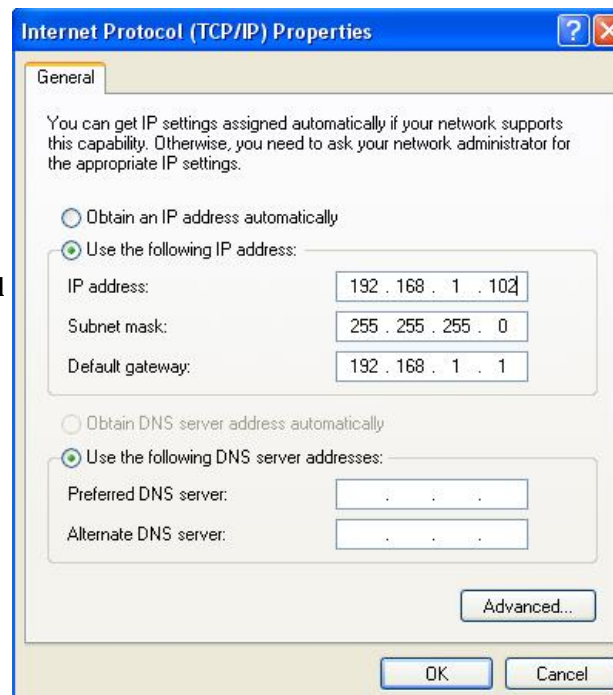 Internet Protocol (TCP/IP) Properties
General
You can get IP settings assigned automatically if your network supports
this capability. Otherwise, you need to ask your network administrator for
the appropriate IP settings.
Obtain an IP address automatically
Use the following IP address:
IP address: 192 . 168 . 1 . 102
Subnet mask: 255 . 255 . 255 . 0
Default gateway: 192 . 168 . 1 . 1
Obtain DNS server address automatically
Use the following DNS server addresses:
Preferred DNS server: . . .
Alternate DNS server: . . .
Advanced...
OK Cancel